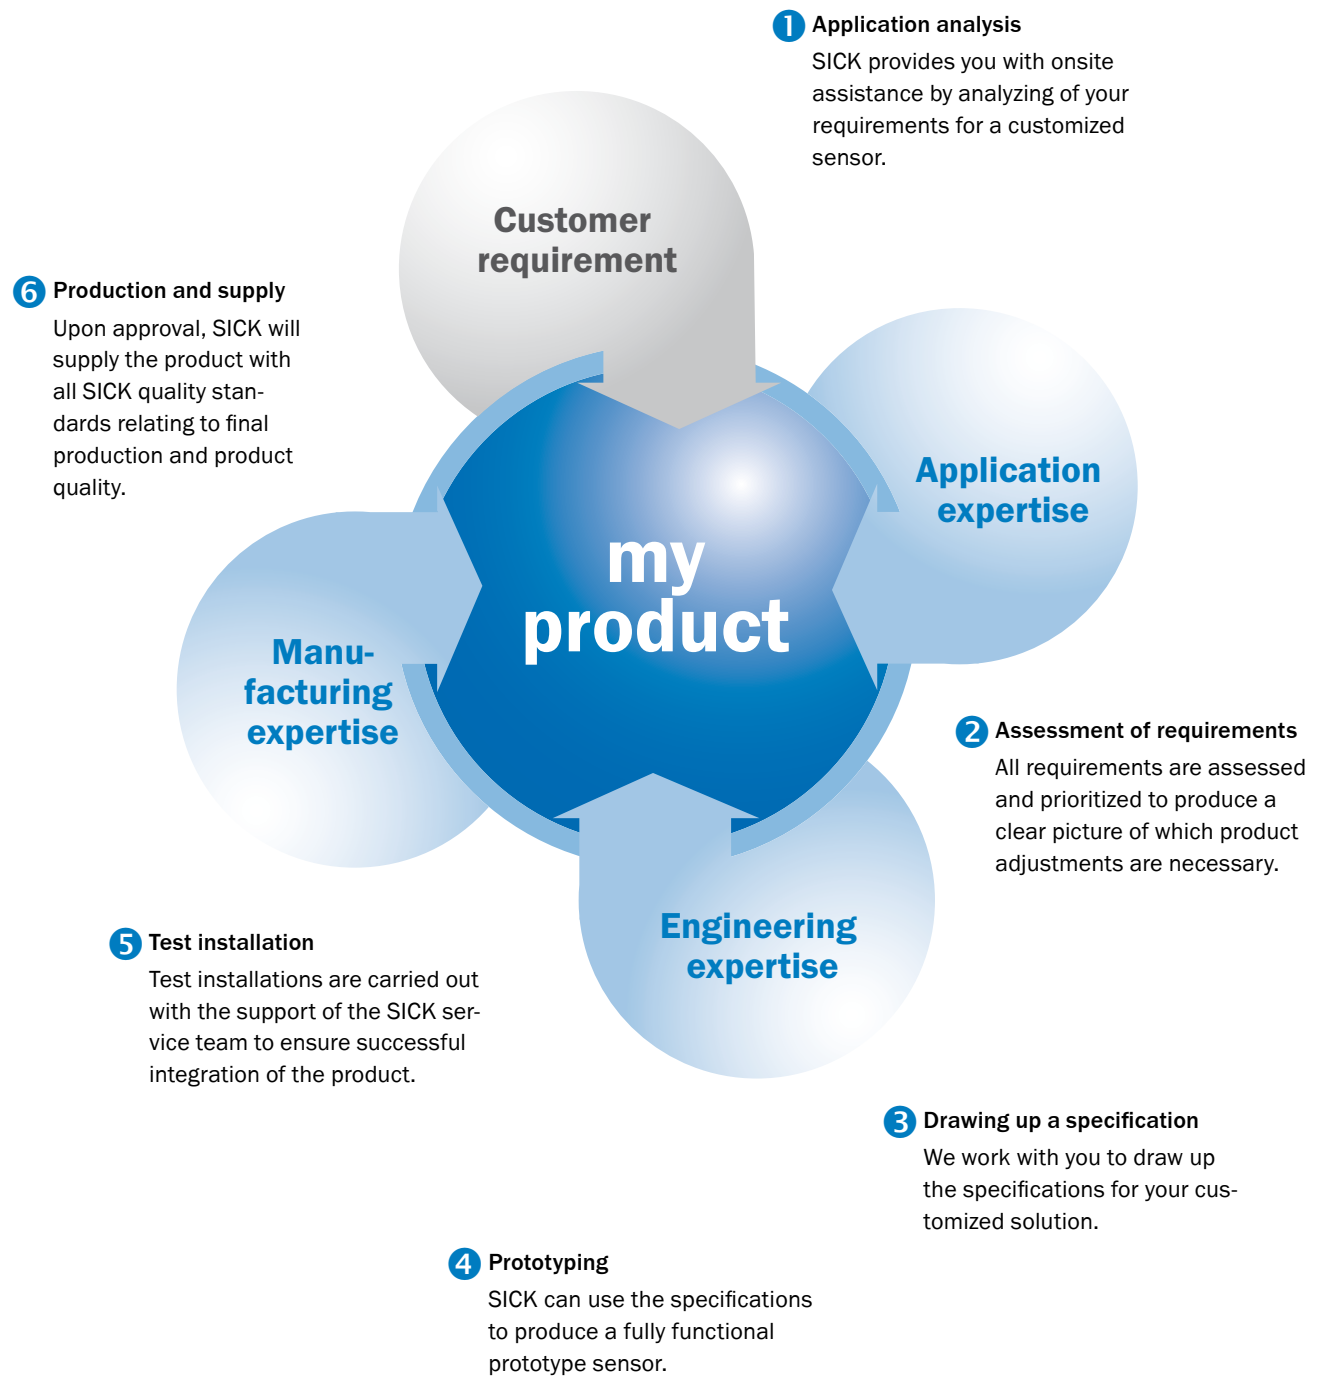 1 Application analysis
SICK provides you with onsite
assistance by analyzing of your
requirements for a customized
sensor.
Customer
requirement
6 Production and supply
Upon approval, SICK will
supply the product with
all SICK quality stan-
dards relating to final
production and product
quality.
Application
expertise
my
product
Manu-
facturing
expertise
2 Assessment of requirements
All requirements are assessed
and prioritized to produce a
clear picture of which product
adjustments are necessary.
Engineering
expertise
5 Test installation
Test installations are carried out
with the support of the SICK ser-
vice team to ensure successful
integration of the product.
3 Drawing up a specification
We work with you to draw up
the specifications for your cus-
tomized solution.
4 Prototyping
SICK can use the specifications
to produce a fully functional
prototype sensor.